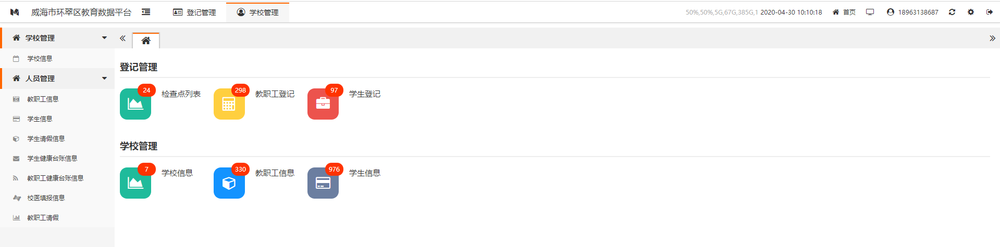 威海市环翠区教育数据平台
登记管理
学校管理
50%,50%,5G,67G,385G,1 2020-04-30 10:10:18
首页
18963138687
学校管理
学校信息
人员管理
教职工信息
学生信息
学生请假信息
学生健康台账信息
教职工健康台账信息
校医填报信息
教职工请假
登记管理
24
检查点列表
298
教职工登记
97
学生登记
学校管理
7
学校信息
330
教职工信息
976
学生信息